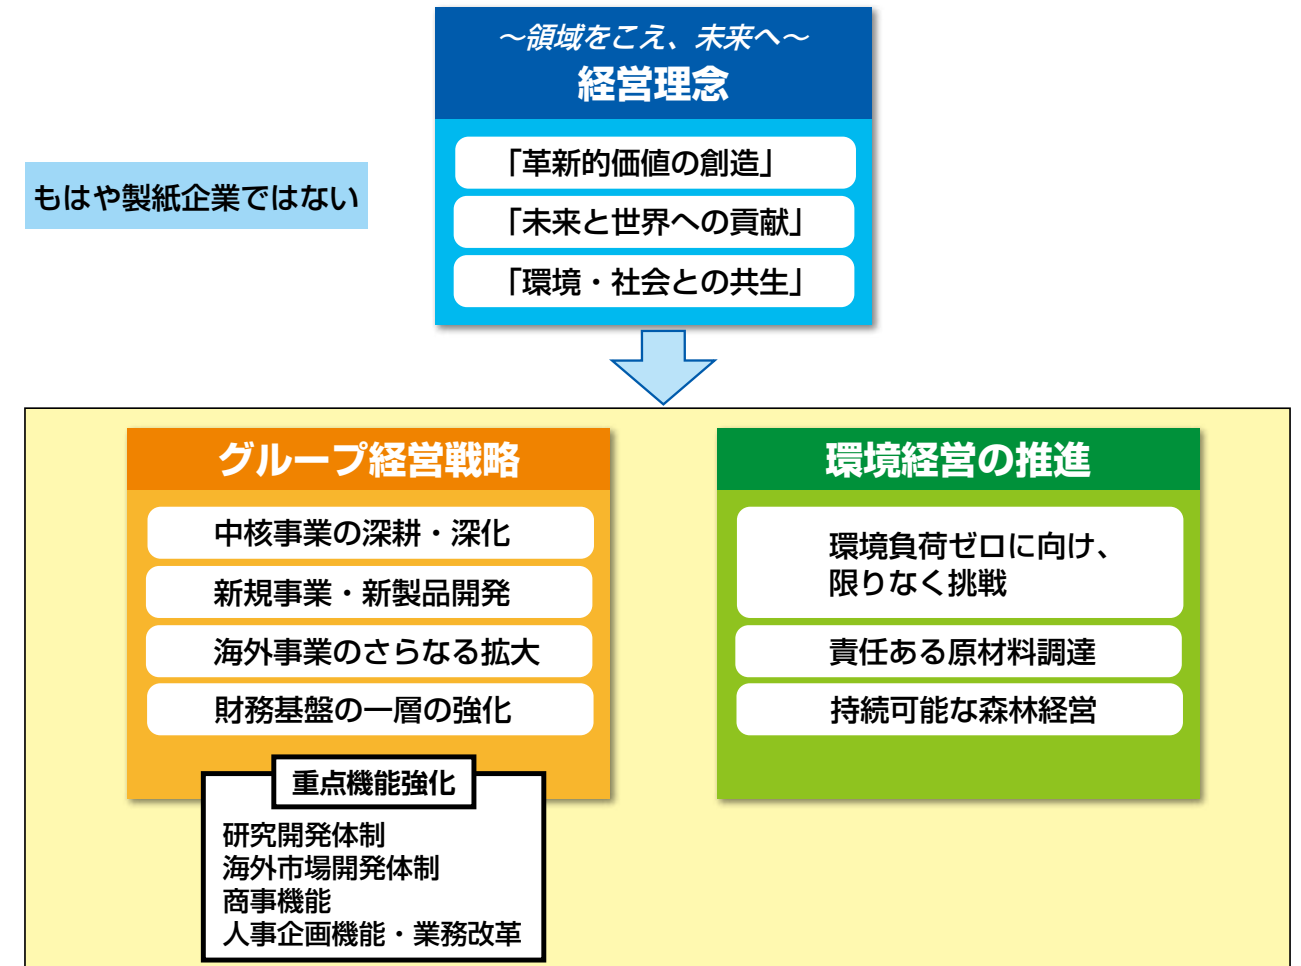 ～領域をこえ、未来へ～
経営理念
「革新的価値の創造」
「未来と世界への貢献」
「環境・社会との共生」
もはや製紙企業ではない
グループ経営戦略
中核事業の深耕・深化
新規事業・新製品開発
海外事業のさらなる拡大
財務基盤の一層の強化
重点機能強化
研究開発体制
海外市場開発体制
商事機能
人事企画機能・業務改革
環境経営の推進
環境負荷ゼロに向け、
限りなく挑戦
責任ある原材料調達
持続可能な森林経営